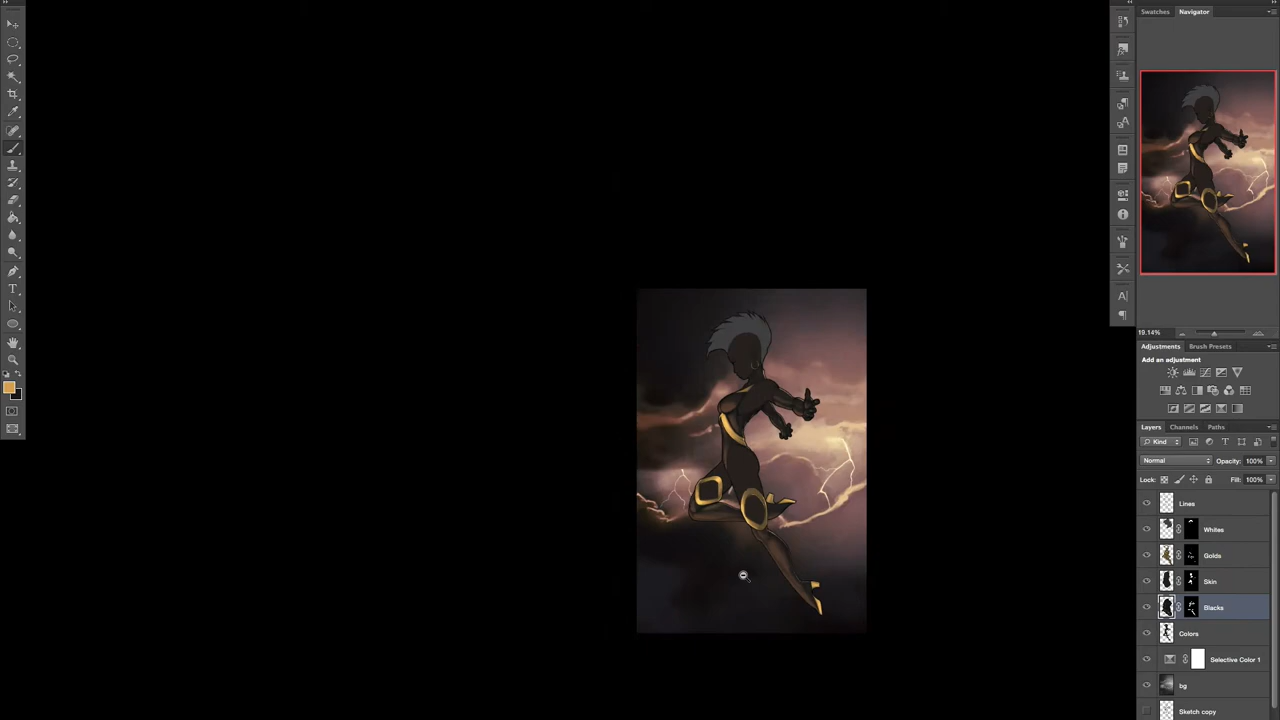 Swatches Navigator
19.14%
Adjustments Brush Presets
Add an adjustment
Layers Channels Paths
Kind
Normal Opacity: 100%
Lock: Fill: 100%
Lines
Whites
Golds
Skin
Blacks
Colors
Selective Color 1
bg
Sketch copy